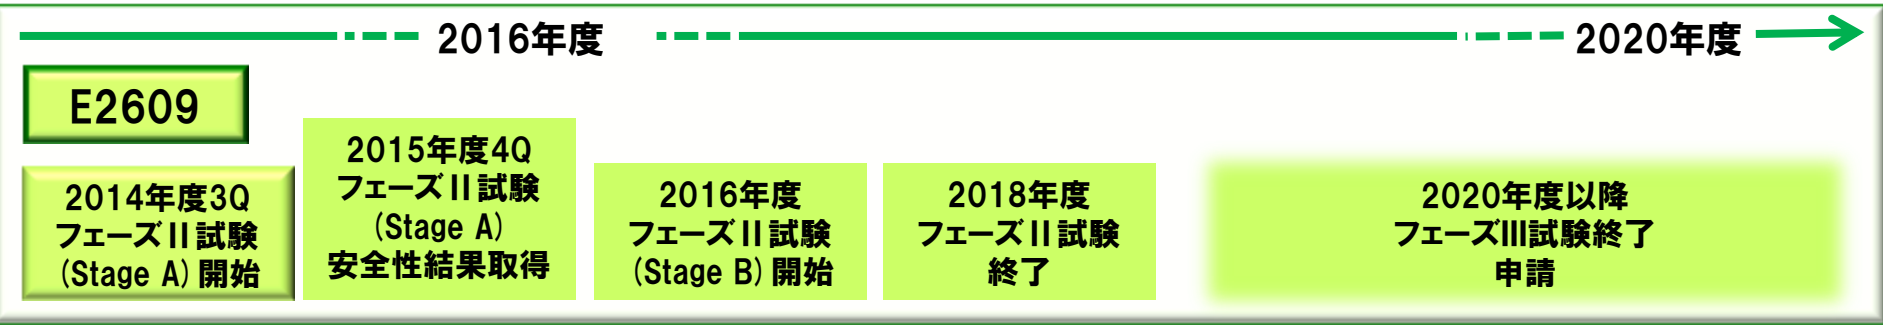 2016年度
2020年度
E2609
2014年度3Q
フェーズⅡ試験
(Stage A)開始
2015年度4Q
フェーズⅡ試験
(Stage A)
安全性結果取得
2016年度
フェーズⅡ試験
(Stage B)開始
2018年度
フェーズⅡ試験
終了
2020年度以降
フェーズⅢ試験終了
申請